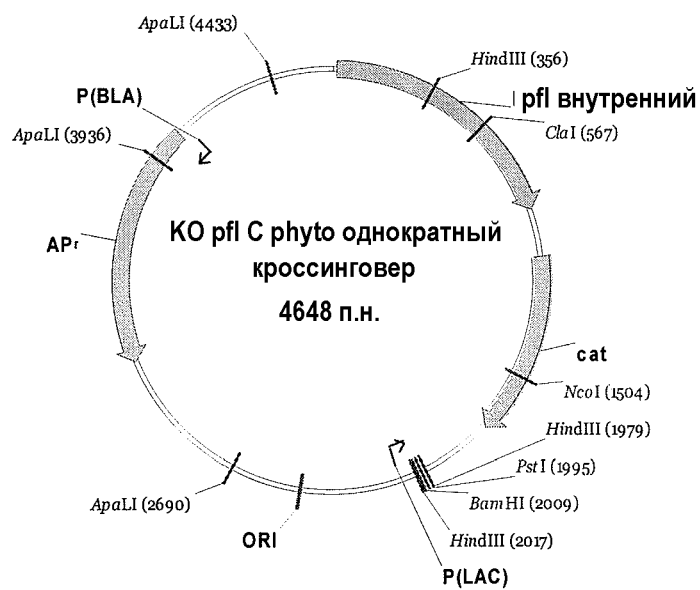 ApaLI (4433)
HindIII (356)
P(BLA)
pfl внутренний
ApaLI (3936)
ClaI (567)
APr
KO pfl C phyto однократный
кроссинговер
4648 п.н.
cat
NcoI (1504)
HindIII (1979)
PstI (1995)
ApaLI (2690)
BamHI (2009)
ORI
HindIII (2017)
P(LAC)